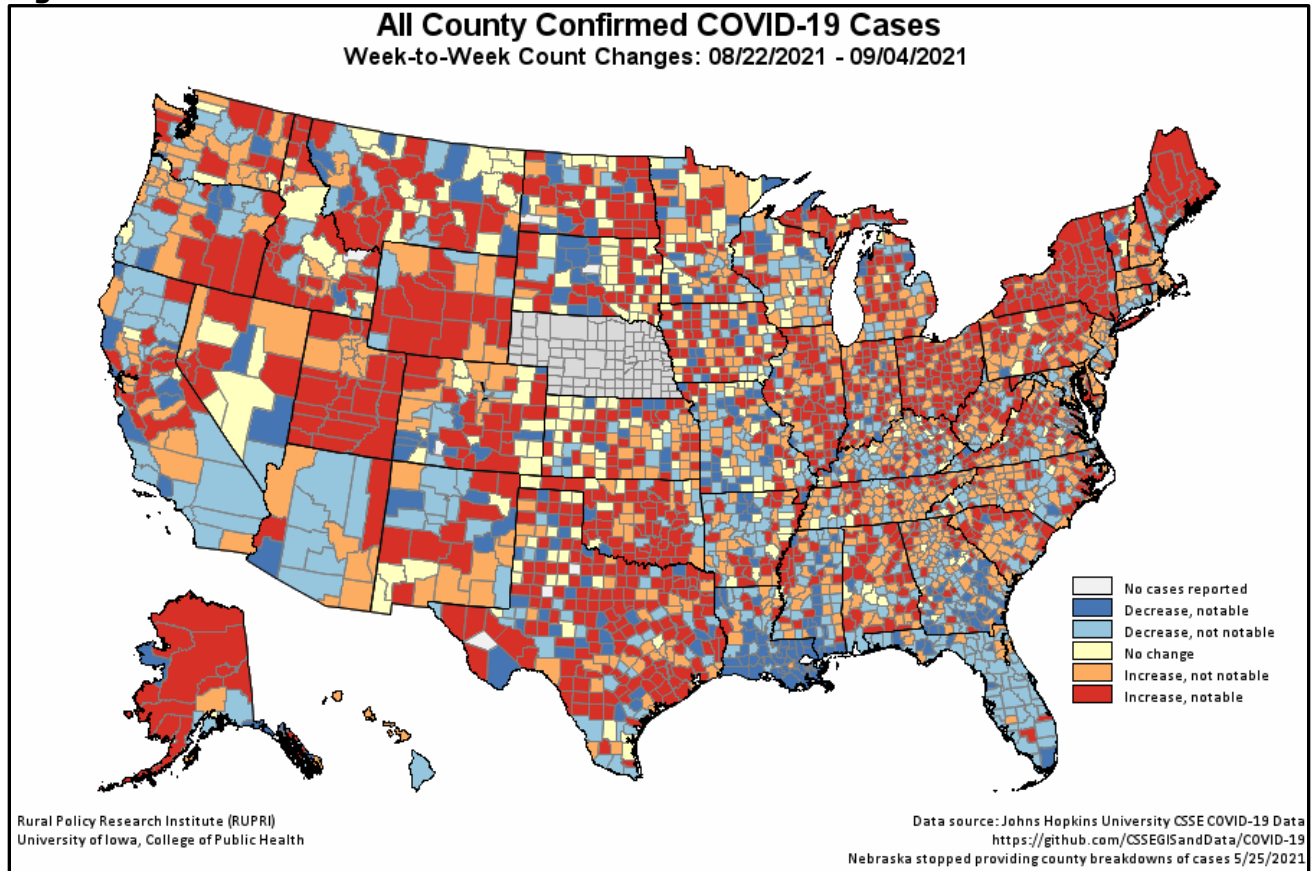 All County Confirmed COVID-19 Cases
Week-to-Week Count Changes: 08/22/2021 - 09/04/2021
No cases reported
Decrease, notable
Decrease, not notable
No change
Increase, not notable
Increase, notable
Rural Policy Research Institute (RUPRI)
University of Iowa, College of Public Health
Data source: Johns Hopkins University CSSE COVID-19 Data
https://github.com/CSSEGISandData/COVID-19
Nebraska stopped providing county breakdowns of cases 5/25/2021